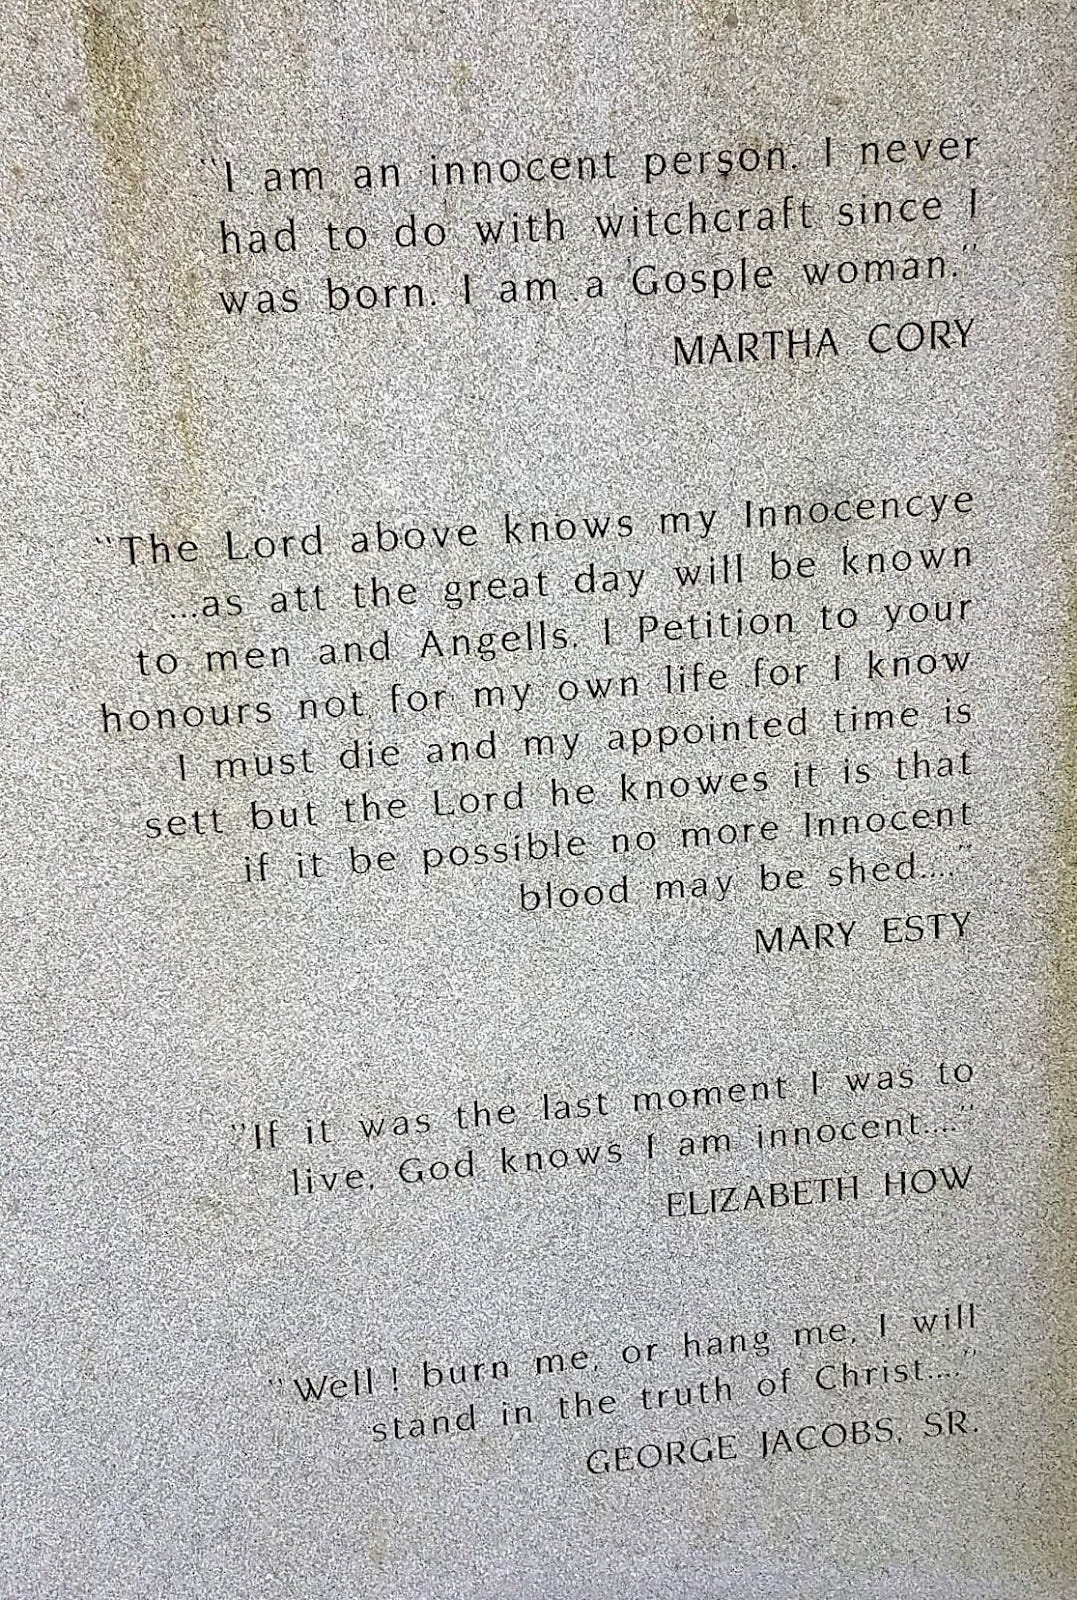 "I am an innocent person. I never
had to do with witchcraft since I
was born. I am a Gosple woman."
MARTHA CORY
"The Lord above knows my Innocencye
...as att the great day will be known
to men and Angells. I Petition to your
honours not for my own life for I know
I must die and my appointed time is
sett but the Lord he knowes it is that
if it be possible no more Innocent
blood may be shed...."
MARY ESTY
"If it was the last moment I was to
live, God knows I am innocent...."
ELIZABETH HOW
"Well! burn me, or hang me, I will
stand in the truth of Christ...."
GEORGE JACOBS, SR.